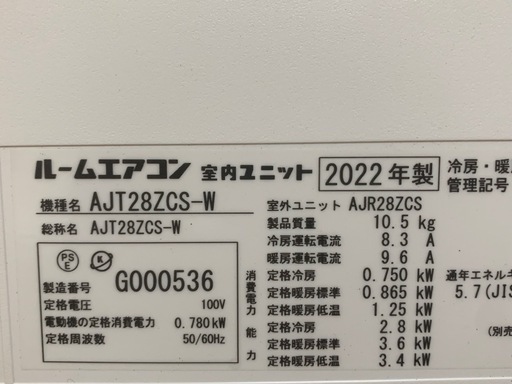 ルームエアコン 室内ユニット 2022年製
冷房・暖
管理記号
機種名 AJT28ZCS-W
総称名 AJT28ZCS-W
PS
E
製造番号 G000536
定格電圧 100V
電動機の定格消費電力 0.780kW
定格周波数 50/60Hz
室外ユニット AJR28ZCS
製品質量 10.5 kg
冷房運転電流 8.3 A
暖房運転電流 9.6 A
消費電力
定格冷房 0.750 kW
定格暖房標準 0.865 kW
定格暖房低温 1.25 kW
能力
定格冷房 2.8 kW
定格暖房標準 3.6 kW
定格暖房低温 3.4 kW
通年エネルギ
5.7(JIS
(別売